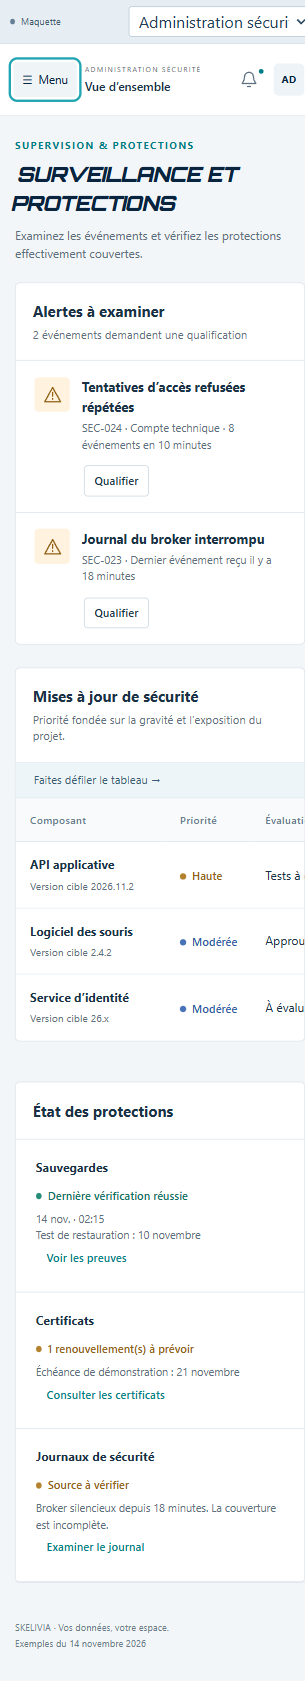 Maquette
Administration sécuri
☰ Menu
ADMINISTRATION SÉCURITÉ
Vue d'ensemble
AD
SUPERVISION & PROTECTIONS
SURVEILLANCE ET
PROTECTIONS
Examinez les événements et vérifiez les protections
effectivement couvertes.
Alertes à examiner
2 événements demandent une qualification
Tentatives d'accès refusées
répétées
SEC-024 · Compte technique · 8
événements en 10 minutes
Qualifier
Journal du broker interrompu
SEC-023 · Dernier événement reçu il y a
18 minutes
Qualifier
Mises à jour de sécurité
Priorité fondée sur la gravité et l'exposition du
projet.
Faites défiler le tableau →
Composant Priorité Évaluati
API applicative
Version cible 2026.11.2
Haute
Tests à
Logiciel des souris
Version cible 2.4.2
Modérée
Approu
Service d'identité
Version cible 26.x
Modérée
À évalu
État des protections
Sauvegardes
Dernière vérification réussie
14 nov. · 02:15
Test de restauration : 10 novembre
Voir les preuves
Certificats
1 renouvellement(s) à prévoir
Échéance de démonstration : 21 novembre
Consulter les certificats
Journaux de sécurité
Source à vérifier
Broker silencieux depuis 18 minutes. La couverture
est incomplète.
Examiner le journal
SKELIVIA · Vos données, votre espace.
Exemples du 14 novembre 2026